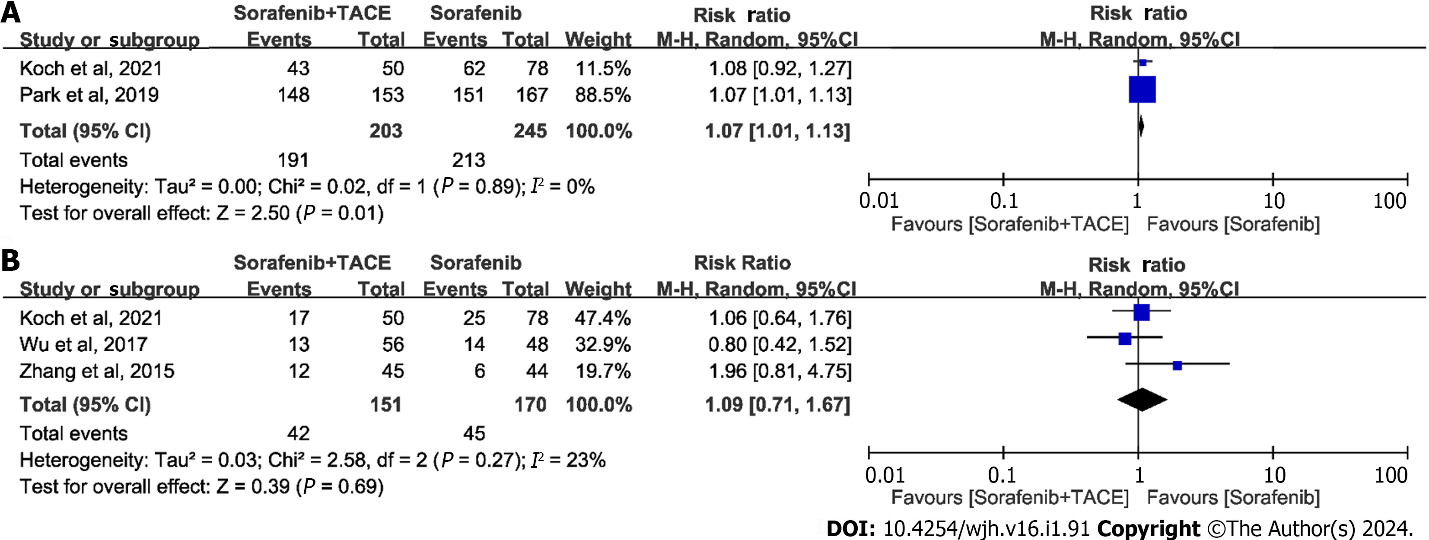 A
Sorafenib+TACE Sorafenib Risk ratio Risk ratio
Study or subgroup Events Total Events Total Weight M-H, Random, 95%CI M-H, Random, 95%CI
Koch et al, 2021 43 50 62 78 11.5% 1.08 [0.92, 1.27]
Park et al, 2019 148 153 151 167 88.5% 1.07 [1.01, 1.13]
Total (95% CI) 203 245 100.0% 1.07 [1.01, 1.13]
Total events 191 213
Heterogeneity: Tau² = 0.00; Chi² = 0.02, df = 1 (P = 0.89); I² = 0%
Test for overall effect: Z = 2.50 (P = 0.01)
0.01 0.1 1 10 100
Favours [Sorafenib+TACE] Favours [Sorafenib]
B
Sorafenib+TACE Sorafenib Risk Ratio Risk ratio
Study or subgroup Events Total Events Total Weight M-H, Random, 95%CI M-H, Random, 95%CI
Koch et al, 2021 17 50 25 78 47.4% 1.06 [0.64, 1.76]
Wu et al, 2017 13 56 14 48 32.9% 0.80 [0.42, 1.52]
Zhang et al, 2015 12 45 6 44 19.7% 1.96 [0.81, 4.75]
Total (95% CI) 151 170 100.0% 1.09 [0.71, 1.67]
Total events 42 45
Heterogeneity: Tau² = 0.03; Chi² = 2.58, df = 2 (P = 0.27); I² = 23%
Test for overall effect: Z = 0.39 (P = 0.69)
0.01 0.1 1 10 100
Favours [Sorafenib+TACE] Favours [Sorafenib]
DOI: 10.4254/wjh.v16.i1.91 Copyright ©The Author(s) 2024.